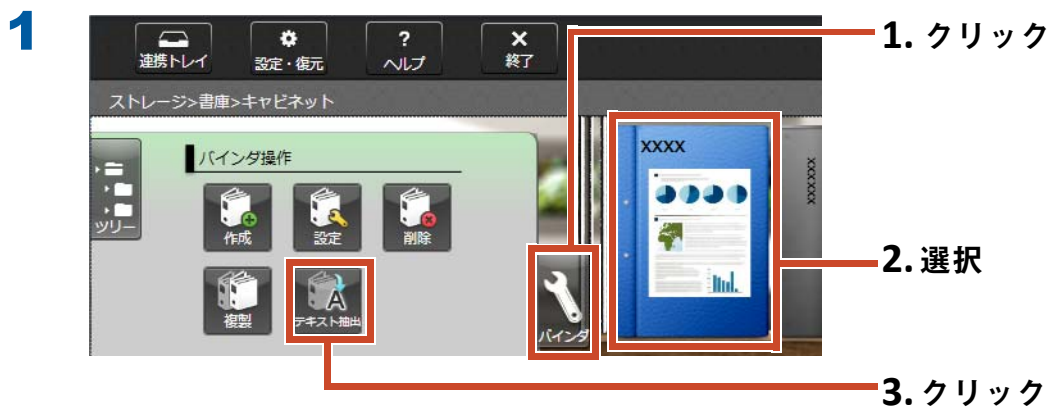 1
連携トレイ
設定・復元
?
ヘルプ
×
終了
1. クリック
ストレージ>書庫>キャビネット
バインダ操作
ツリー
作成
設定
削除
複製
A
テキスト抽出
バインダ
XXXX
XXXXXX
2. 選択
3. クリック